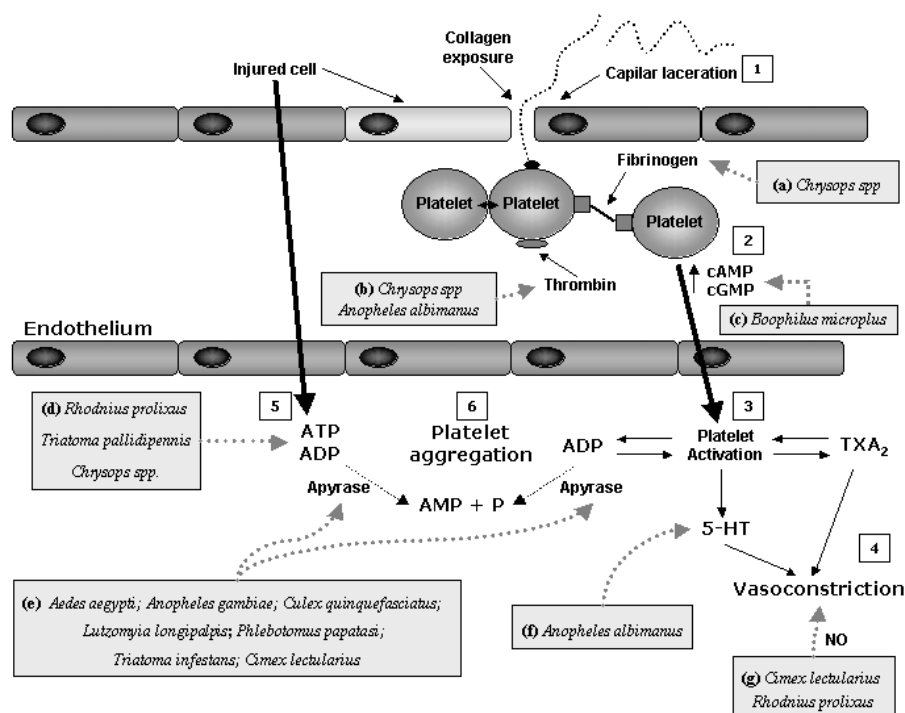 Collagen
exposure
Injured cell
Capilar laceration
1
Fibrinogen
(a) Chrysops spp
Platelet
Platelet
Platelet
2
Thrombin
cAMP
cGMP
(b) Chrysops spp
Anopheles albimanus
(c) Boophilus microplus
Endothelium
(d) Rhodnius prolixus
Triatoma pallidipennis
Chrysops spp.
5
ATP
ADP
6
Platelet
aggregation
3
ADP
Platelet
Activation
TXA2
Apyrase
AMP + P
Apyrase
5-HT
4
Vasoconstriction
(e) Aedes aegypti; Anopheles gambiae; Culex quinquefasciatus;
Lutzomyia longipalpis; Phlebotomus papatasi;
Triatoma infestans; Cimex lectularius
(f) Anopheles albimanus
NO
(g) Cimex lectularius
Rhodnius prolixus